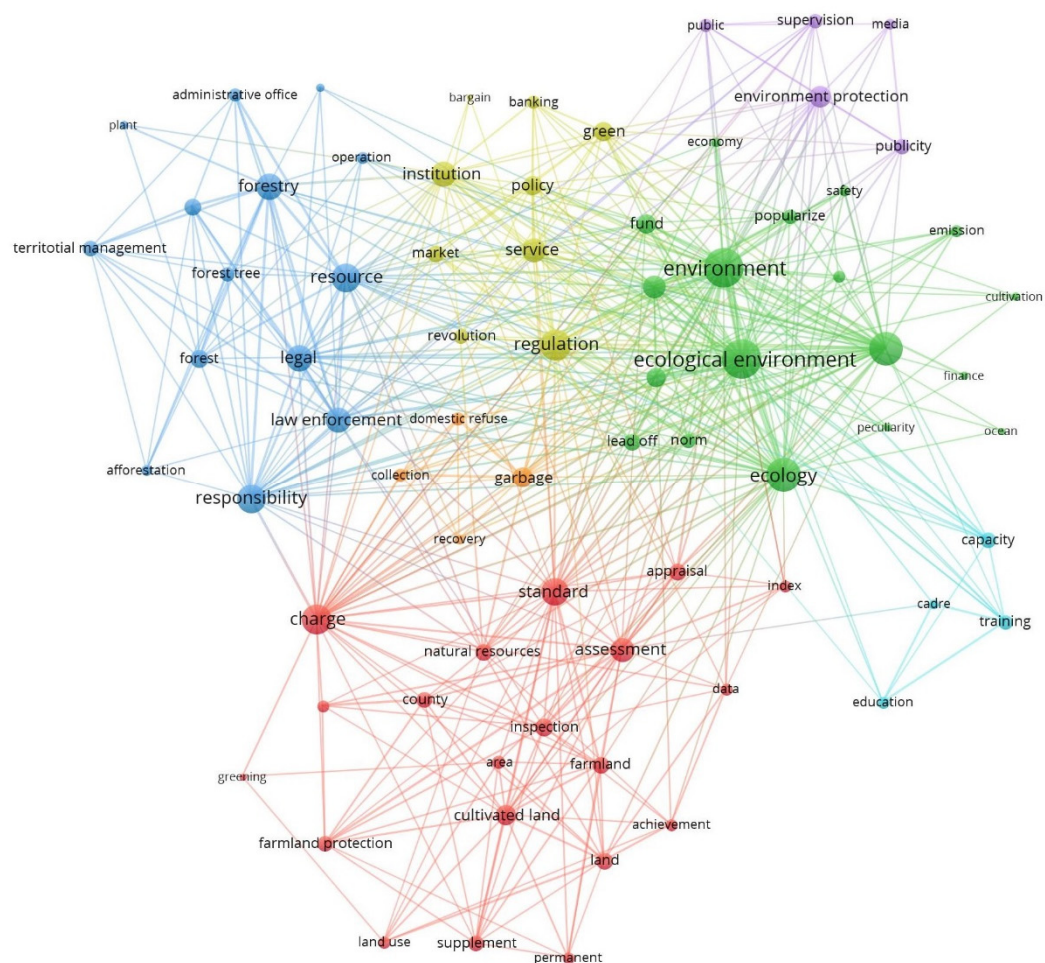 public
supervision
media
administrative office
plant
bargain
banking
environment protection
green
economy
publicity
operation
institution
policy
forestry
safety
fund
popularize
emission
territotial management
forest tree
resource
market
service
environment
cultivation
revolution
regulation
forest
legal
ecological environment
finance
law enforcement
domestic refuse
peculiarity
ocean
lead off
norm
afforestation
collection
garbage
ecology
responsibility
recovery
capacity
appraisal
index
standard
cadre
charge
training
natural resources
assessment
data
education
county
inspection
area
farmland
greening
cultivated land
achievement
farmland protection
land
land use
supplement
permanent